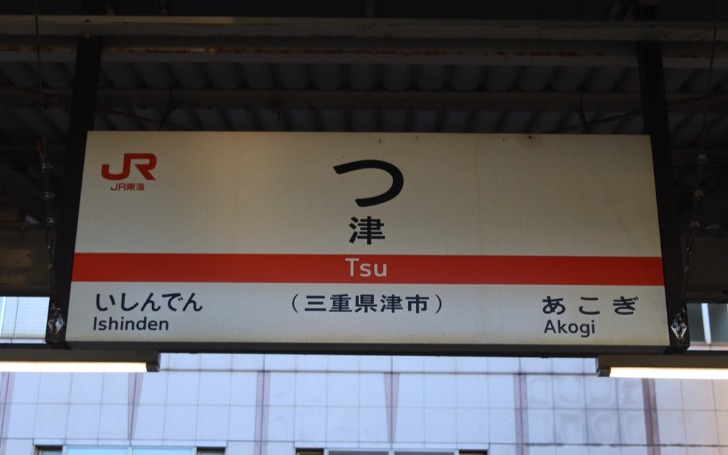 JR
JR東海
つ
津
Tsu
いしんでん
Ishinden
（三重県津市）
あこぎ
Akogi